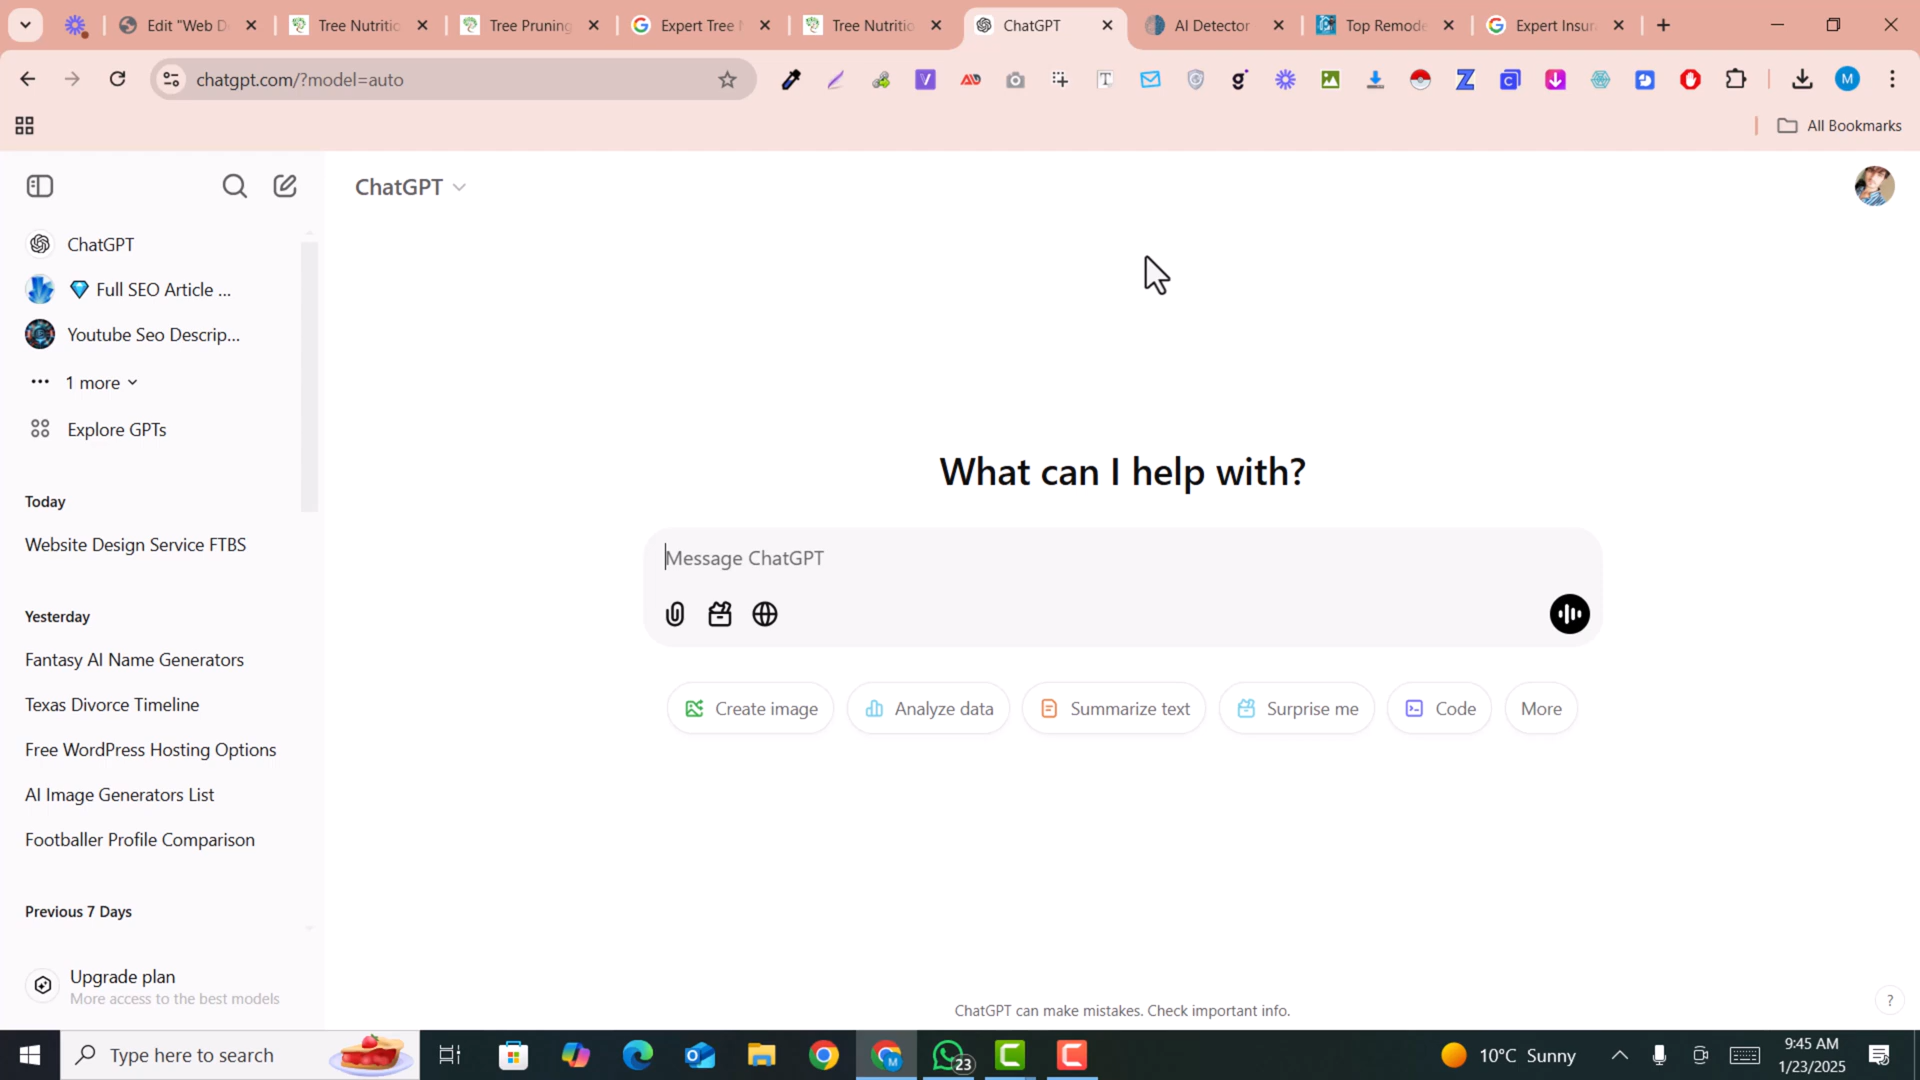 Edit "Web D
Tree Nutritio
Tree Pruning
Expert Tree
Tree Nutritio
ChatGPT
AI Detector
Top Remode
Expert Insur
chatgpt.com/?model=auto
M
All Bookmarks
ChatGPT
ChatGPT
Full SEO Article ...
Youtube Seo Descrip...
1 more
Explore GPTs
Today
Website Design Service FTBS
Yesterday
Fantasy AI Name Generators
Texas Divorce Timeline
Free WordPress Hosting Options
AI Image Generators List
Footballer Profile Comparison
Previous 7 Days
Upgrade plan
More access to the best models
What can I help with?
Message ChatGPT
Create image
Analyze data
Summarize text
Surprise me
Code
More
ChatGPT can make mistakes. Check important info.
?
Type here to search
23
10°C Sunny
9:45 AM
1/23/2025